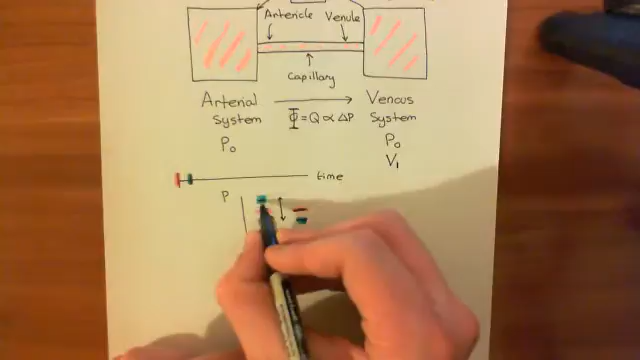 Arteriole Venule
Capillary
Arterial System
Venous System
Φ = Q ∝ ΔP
P₀
P₀
V₁
time
P